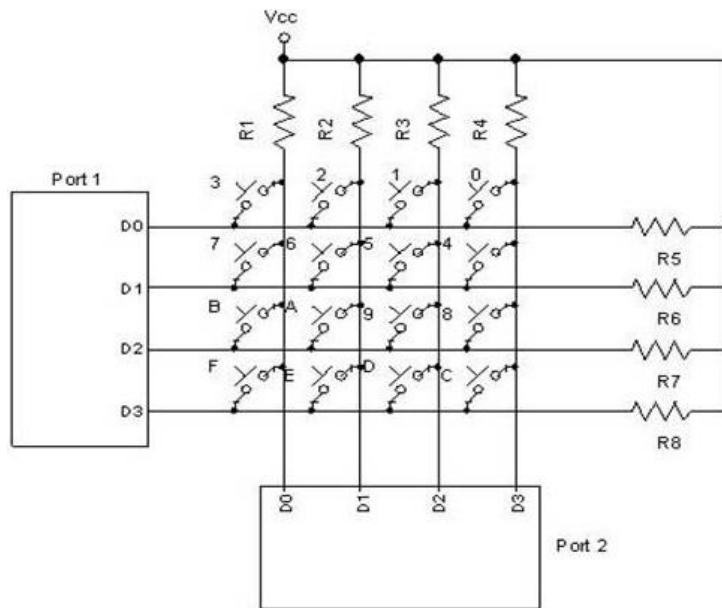 Vcc
R1 R2 R3 R4
Port 1
3 2 1 0
D0
R5
7 6 5 4
D1
R6
B A 9 8
D2
R7
F E D C
D3
R8
D0 D1 D2 D3
Port 2